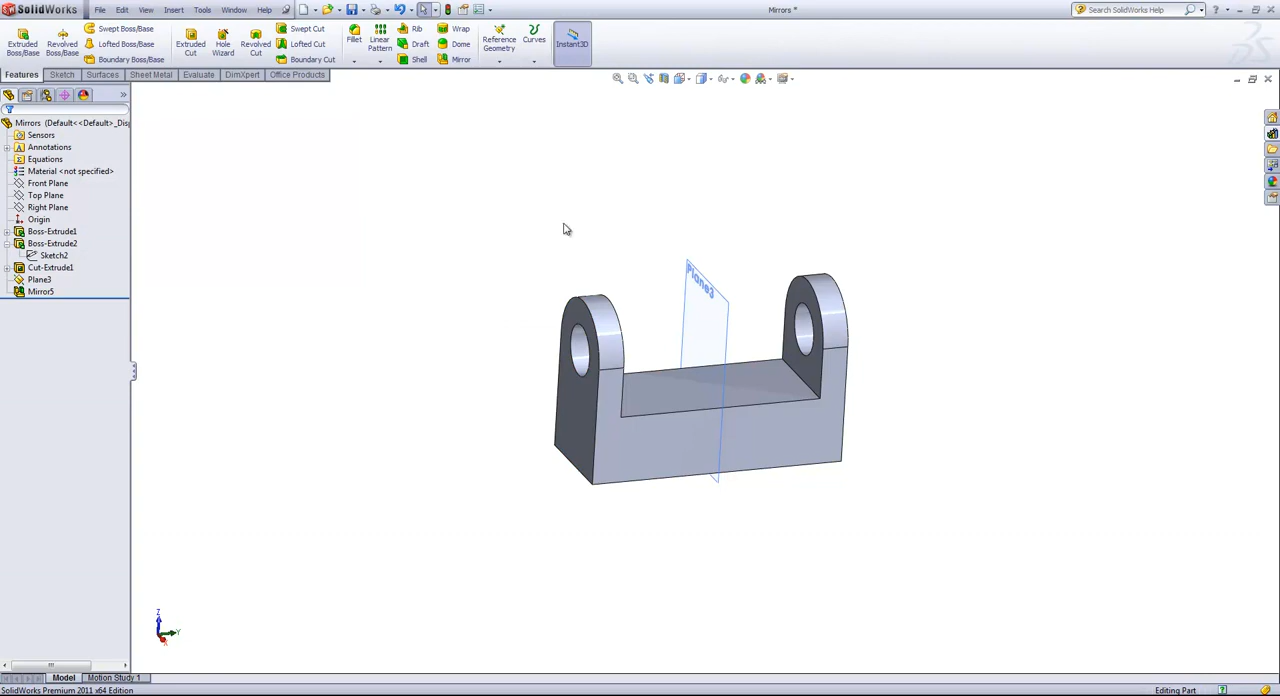 SolidWorks File Edit View Insert Tools Window Help Mirrors * Search SolidWorks Help
Extruded Boss/Base
Revolved Boss/Base
Swept Boss/Base
Lofted Boss/Base
Boundary Boss/Base
Extruded Cut
Hole Wizard
Revolved Cut
Swept Cut
Lofted Cut
Boundary Cut
Fillet
Linear Pattern
Rib
Draft
Shell
Wrap
Dome
Mirror
Reference Geometry
Curves
Instant3D
Features Sketch Surfaces Sheet Metal Evaluate DimXpert Office Products
Mirrors (Default<<Default>_Disp
Sensors
Annotations
Equations
Material <not specified>
Front Plane
Top Plane
Right Plane
Origin
Boss-Extrude1
Boss-Extrude2
Sketch2
Cut-Extrude1
Plane3
Mirror5
Plane3
Z
Y
X
Model Motion Study 1
SolidWorks Premium 2011 x64 Edition Editing Part